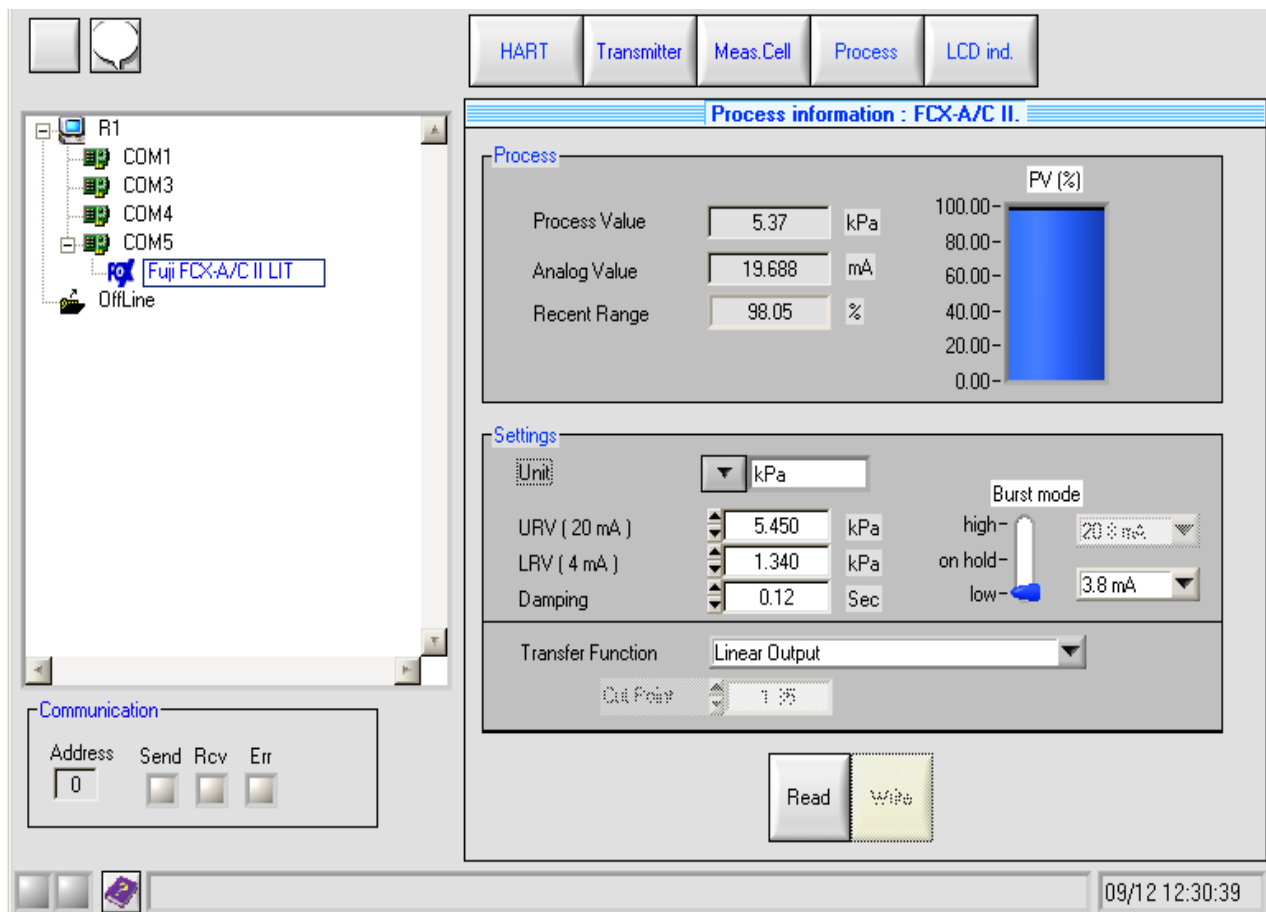 HART Transmitter Meas.Cell Process LCD ind.
R1
COM1
COM3
COM4
COM5
Fuji FCX-A/C II LIT
OffLine
Communication
Address Send Rcv Err
0
Process information : FCX-A/C II.
Process
PV (%)
Process Value 5.37 kPa
Analog Value 19.688 mA
Recent Range 98.05 %
100.00
80.00
60.00
40.00
20.00
0.00
Settings
Unit kPa
URV ( 20 mA ) 5.450 kPa
LRV ( 4 mA ) 1.340 kPa
Damping 0.12 Sec
Burst mode
high
on hold
low
3.8 mA
Transfer Function Linear Output
Cut Point
Read Write
09/12 12:30:39